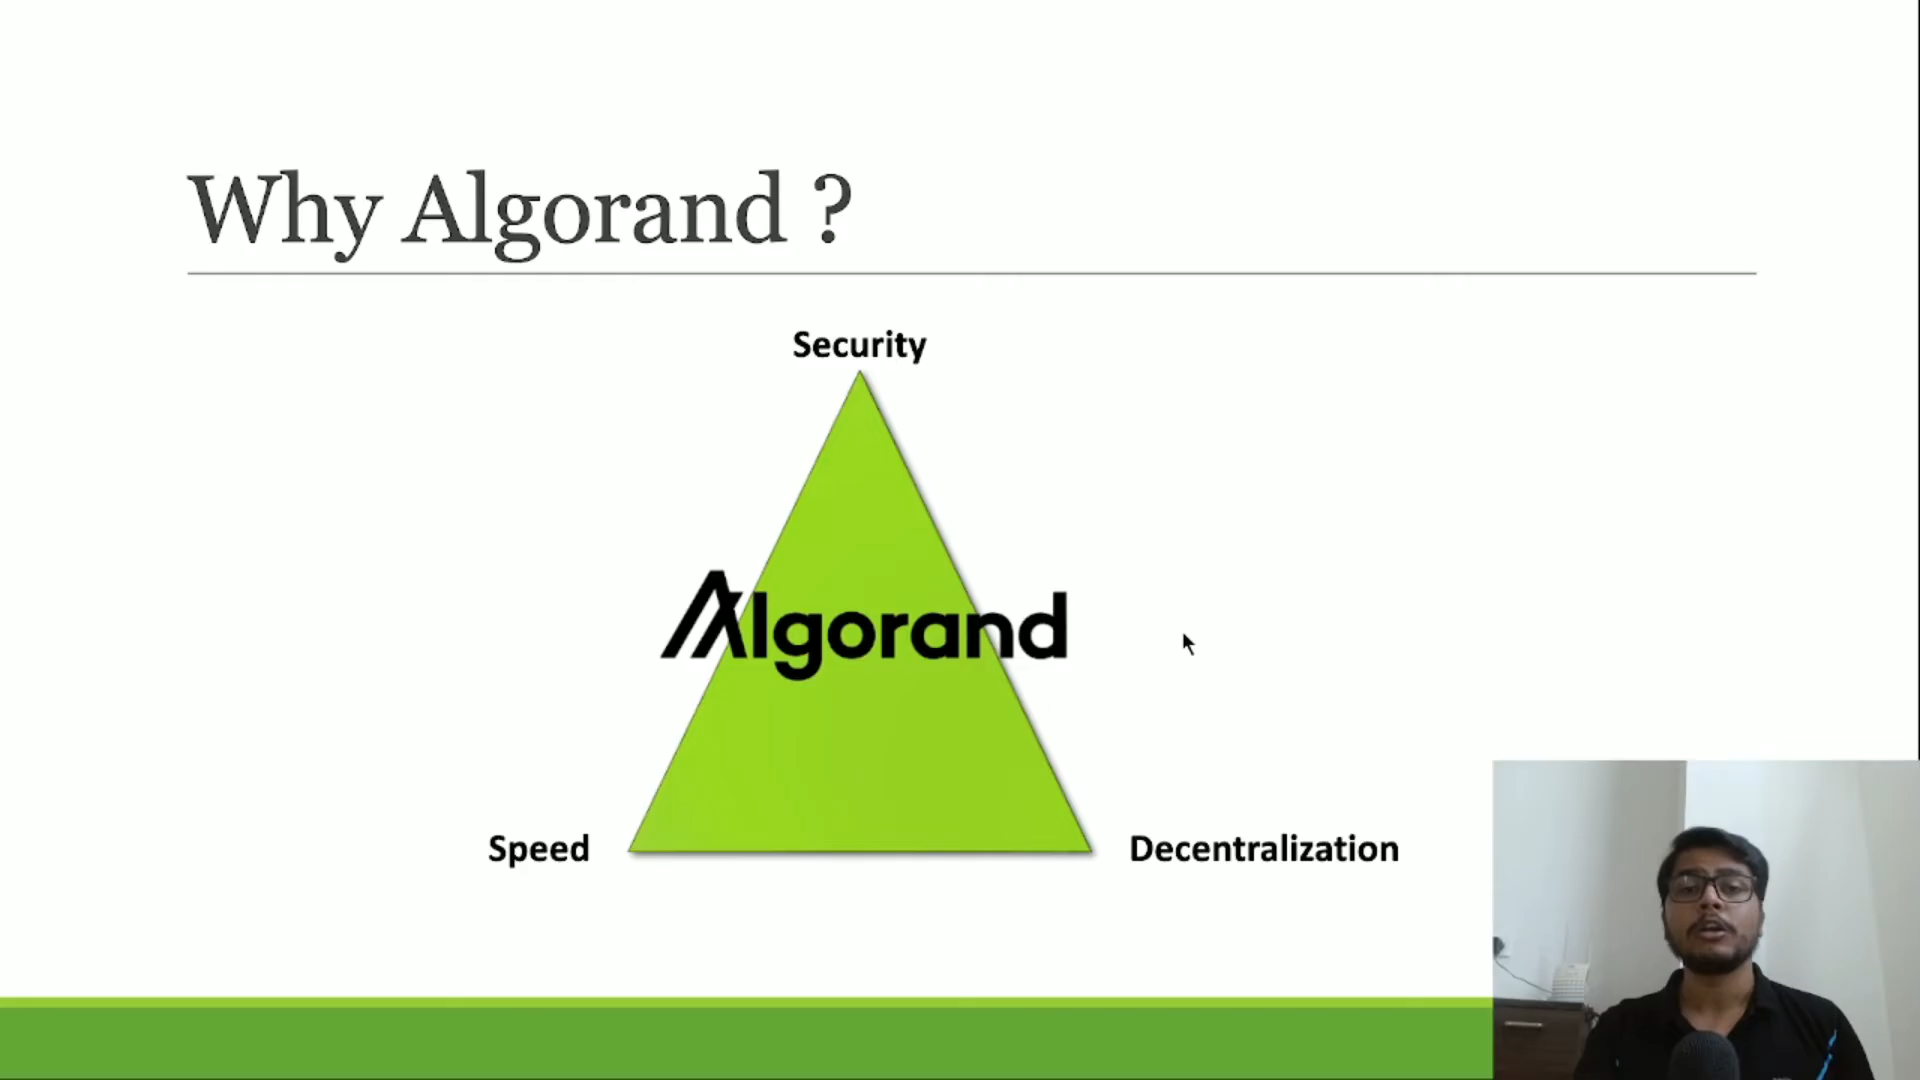 Why Algorand ?
Security
Algorand
Speed
Decentralization